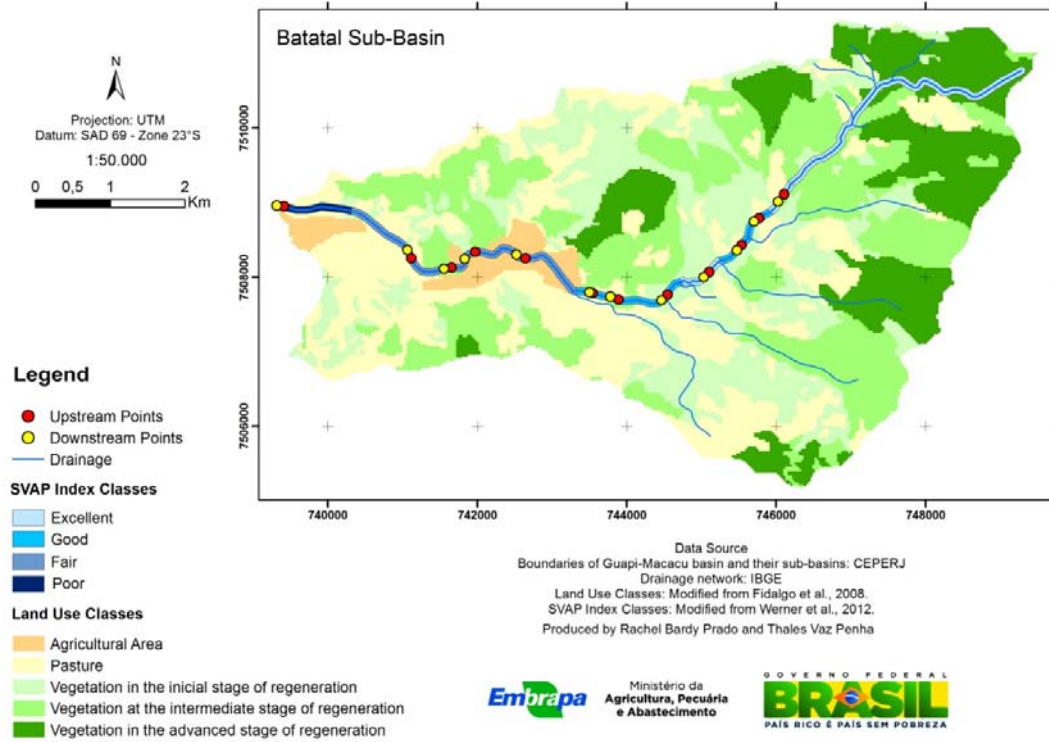 Batatal Sub-Basin
N
Projection: UTM
Datum: SAD 69 - Zone 23°S
1:50.000
0 0,5 1 2
Km
7510000
7508000
7506000
740000 742000 744000 746000 748000
Legend
Upstream Points
Downstream Points
Drainage
SVAP Index Classes
Excellent
Good
Fair
Poor
Land Use Classes
Agricultural Area
Pasture
Vegetation in the inicial stage of regeneration
Vegetation at the intermediate stage of regeneration
Vegetation in the advanced stage of regeneration
Data Source
Boundaries of Guapi-Macacu basin and their sub-basins: CEPERJ
Drainage network: IBGE
Land Use Classes: Modified from Fidalgo et al., 2008.
SVAP Index Classes: Modified from Werner et al., 2012.
Produced by Rachel Bardy Prado and Thales Vaz Penha
Embrapa
Ministério da
Agricultura, Pecuária
e Abastecimento
GOVERNO FEDERAL
BRASIL
PAÍS RICO É PAÍS SEM POBREZA